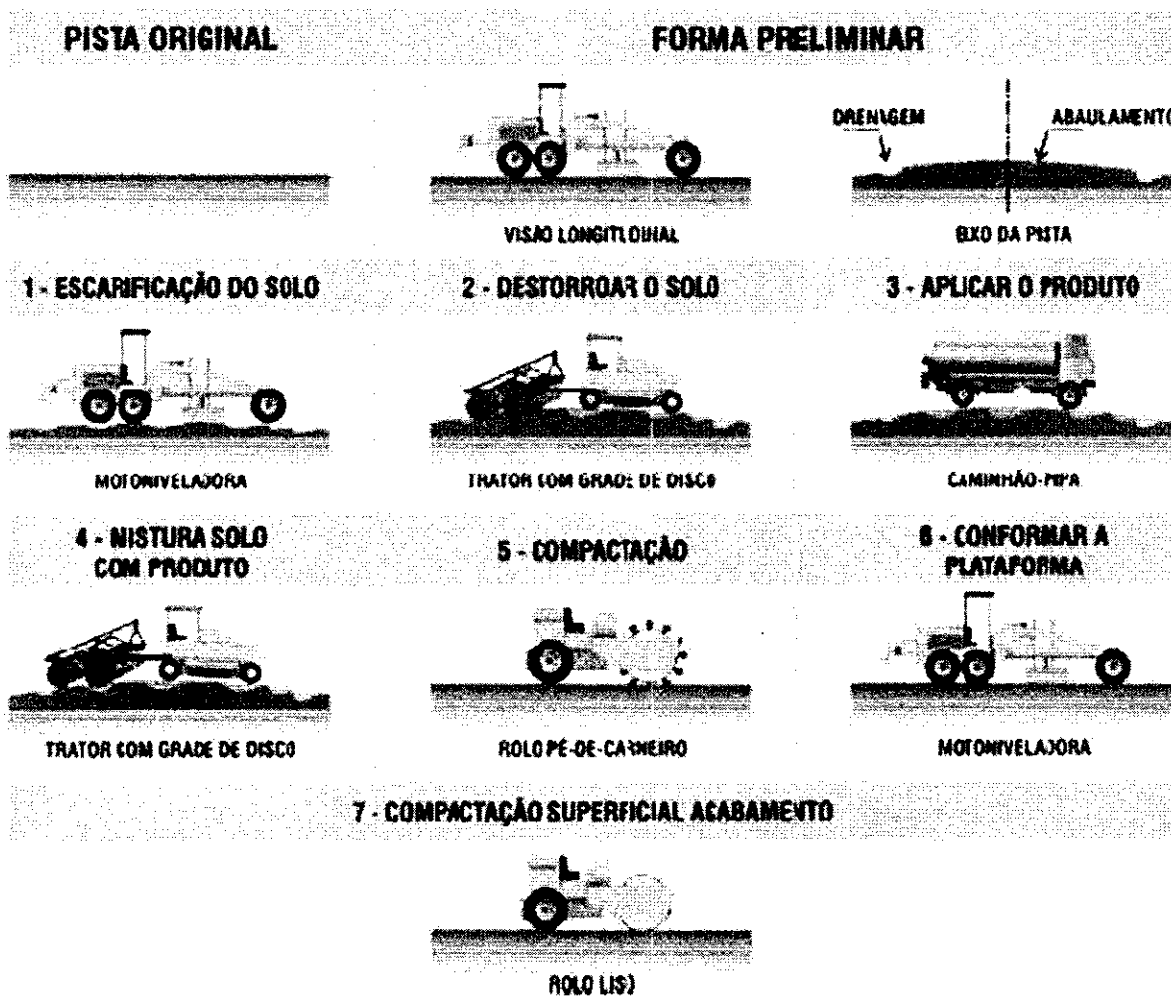 PISTA ORIGINAL
FORMA PRELIMINAR
DRENAGEM
ABAULAMENTO
VISÃO LONGITUDINAL
EIXO DA PISTA
1 - ESCARIFICAÇÃO DO SOLO
2 - DESTORROAR O SOLO
3 - APLICAR O PRODUTO
MOTONIVELADORA
TRATOR COM GRADE DE DISCO
CAMINHÃO-PIPA
4 - MISTURA SOLO
COM PRODUTO
5 - COMPACTAÇÃO
6 - CONFORMAR A
PLATAFORMA
TRATOR COM GRADE DE DISCO
ROLO PÉ-DE-CARNEIRO
MOTONIVELADORA
7 - COMPACTAÇÃO SUPERFICIAL ACABAMENTO
ROLO LISO